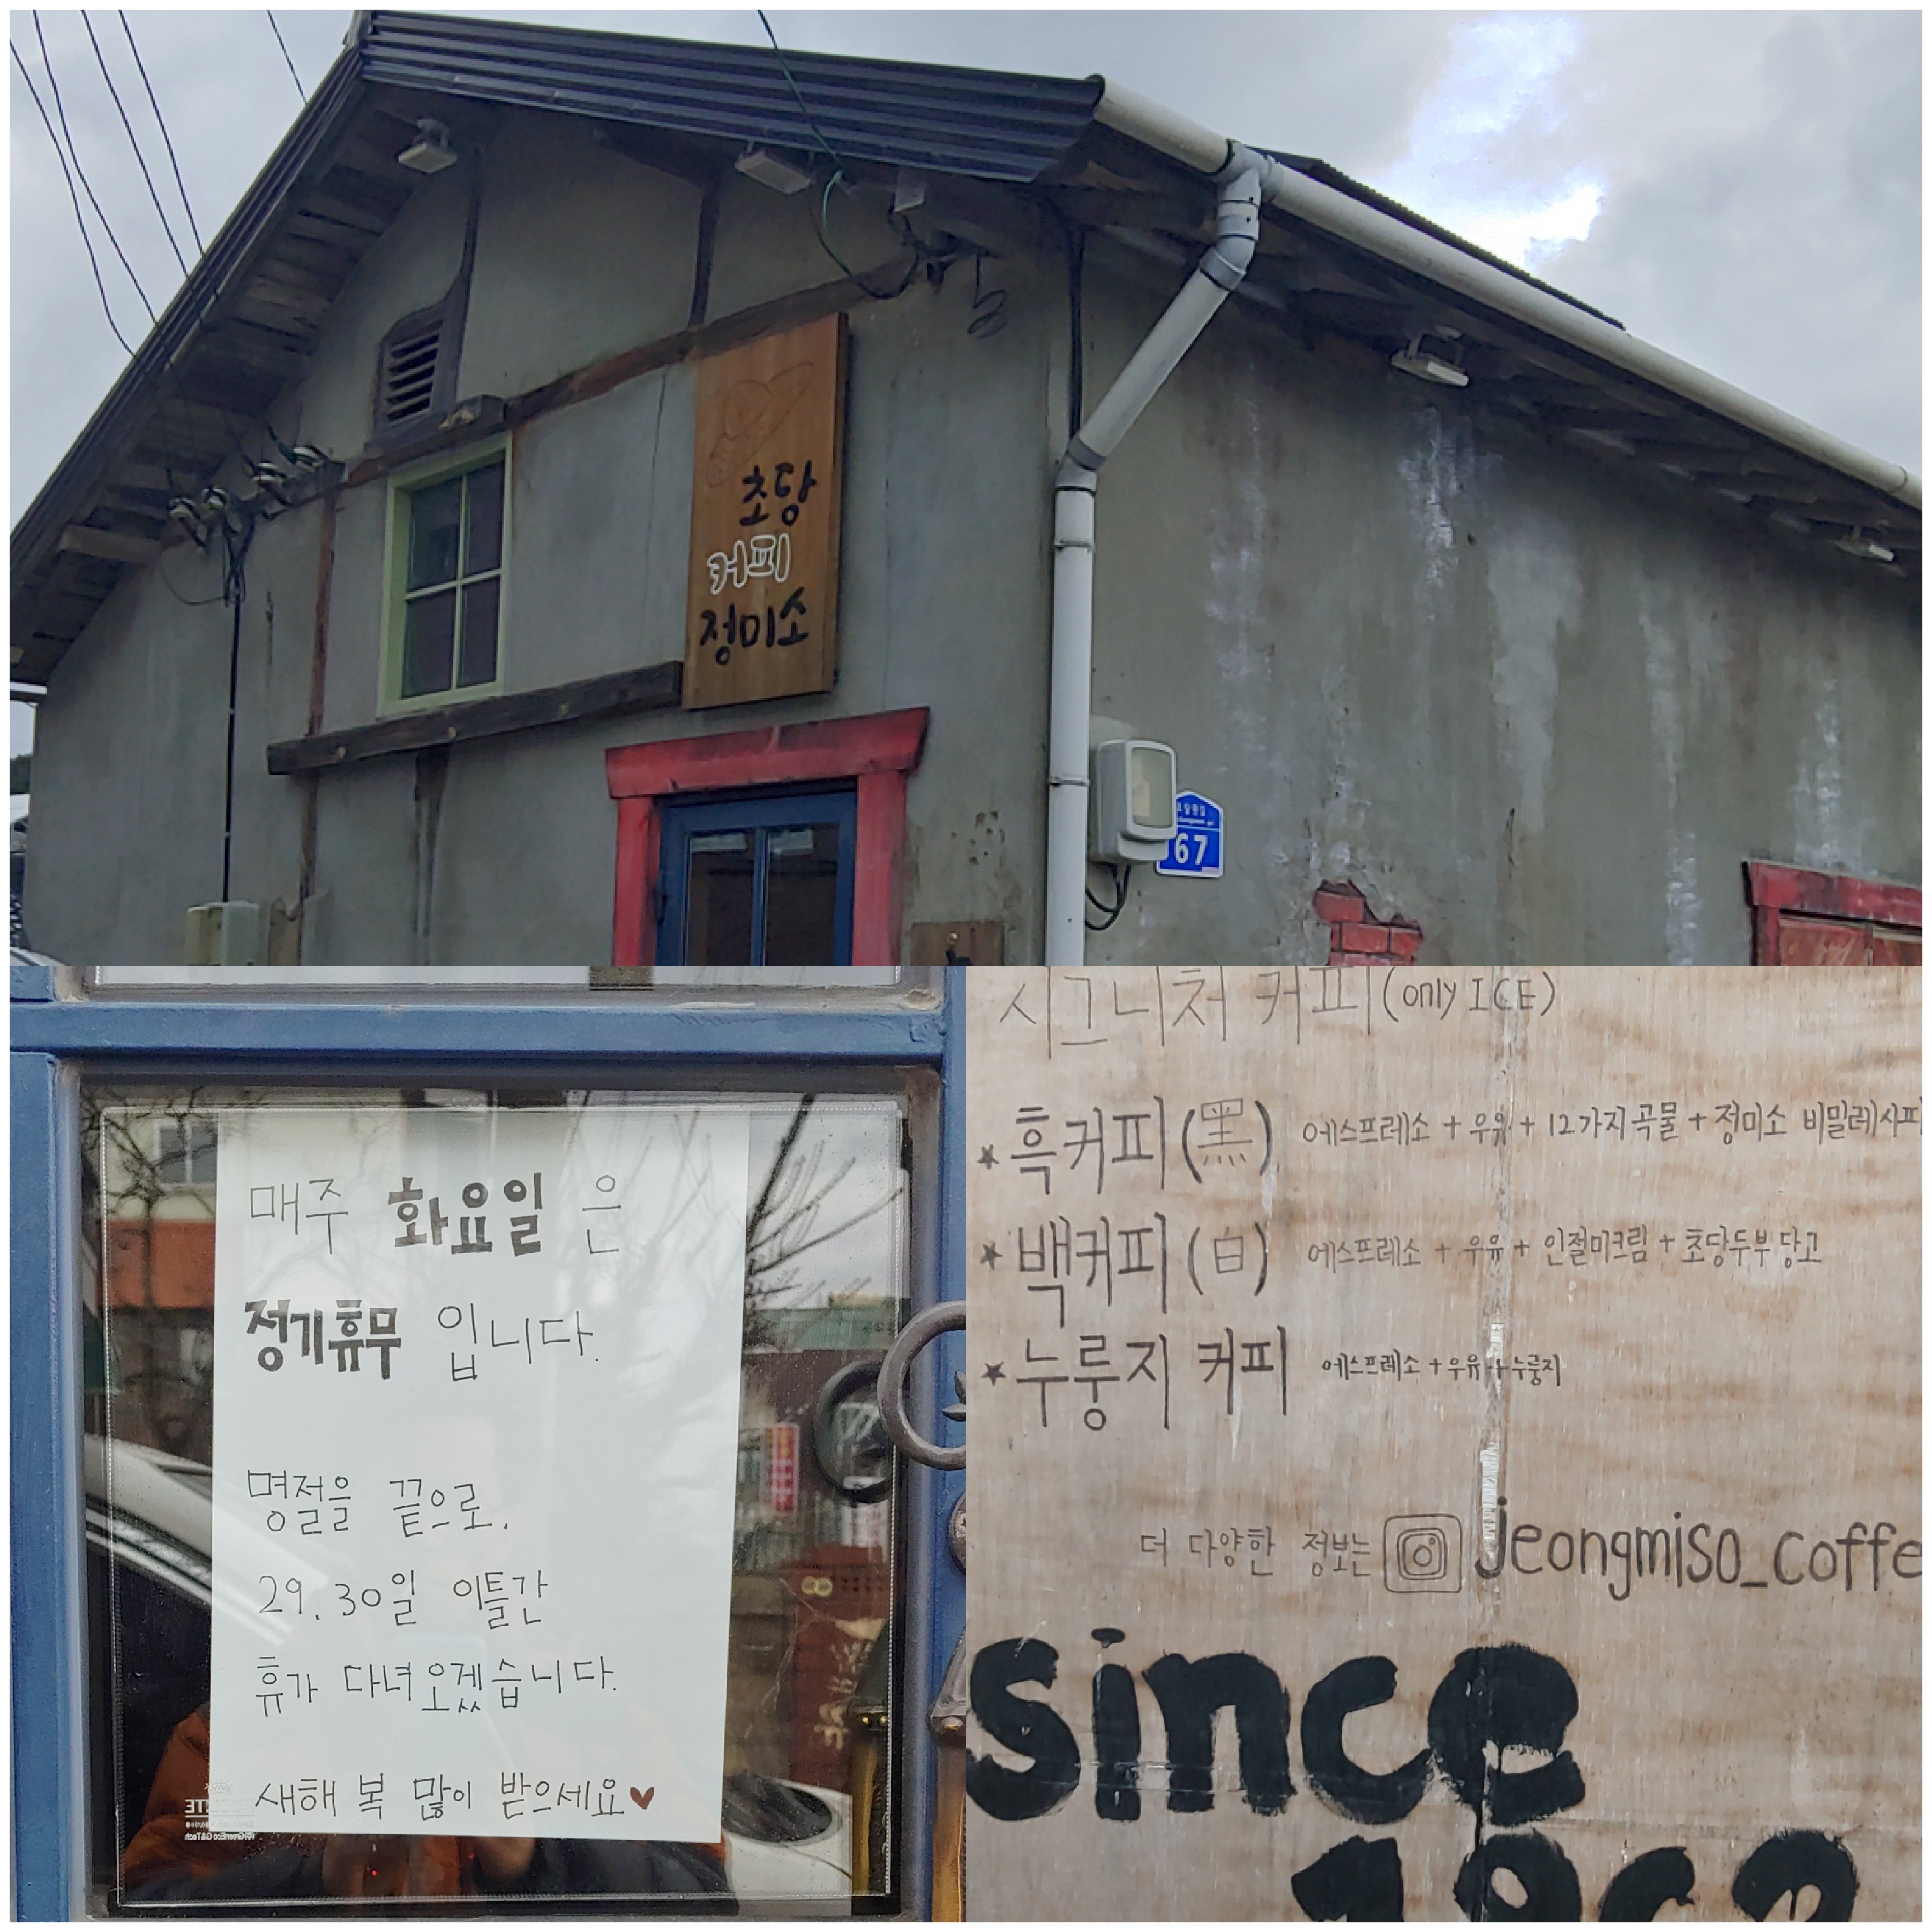 초당
커피
정미소
67
매주 화요일 은
정기휴무 입니다.
명절을 끝으로,
29, 30일 이틀간
휴가 다녀오겠습니다.
새해 복 많이 받으세요♥
시그니처 커피 (only ICE)
★ 흑커피 (黑) 에스프레소 + 우유 + 12가지곡물 + 정미소 비밀레시피
★ 백커피 (白) 에스프레소 + 우유 + 인절미크림 + 초당두부 당고
★ 누룽지 커피 에스프레소 + 우유 + 누룽지
더 다양한 정보는 jeongmiso_coffe
since